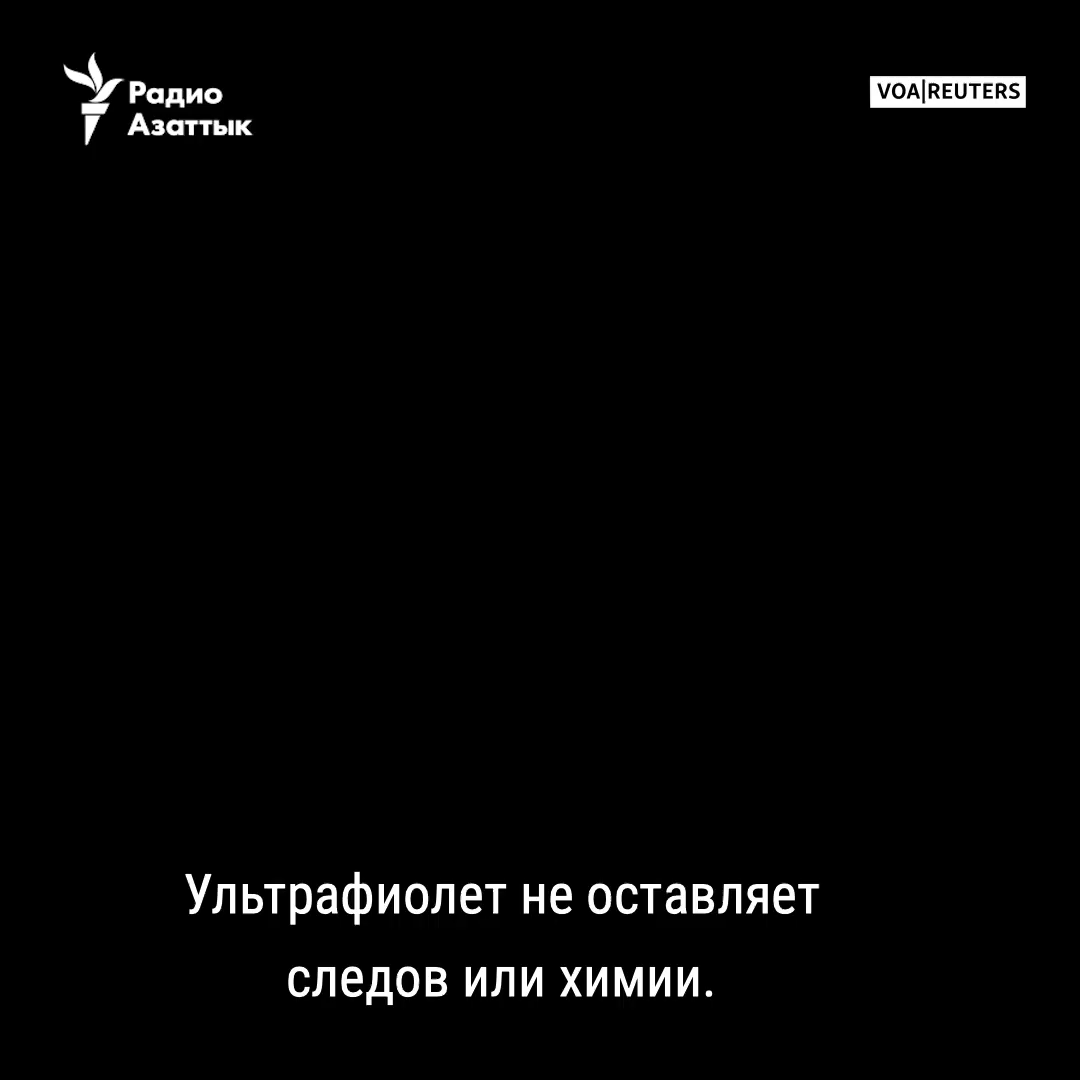 Радио
Азаттык
VOA|REUTERS
Ультрафиолет не оставляет
следов или химии.